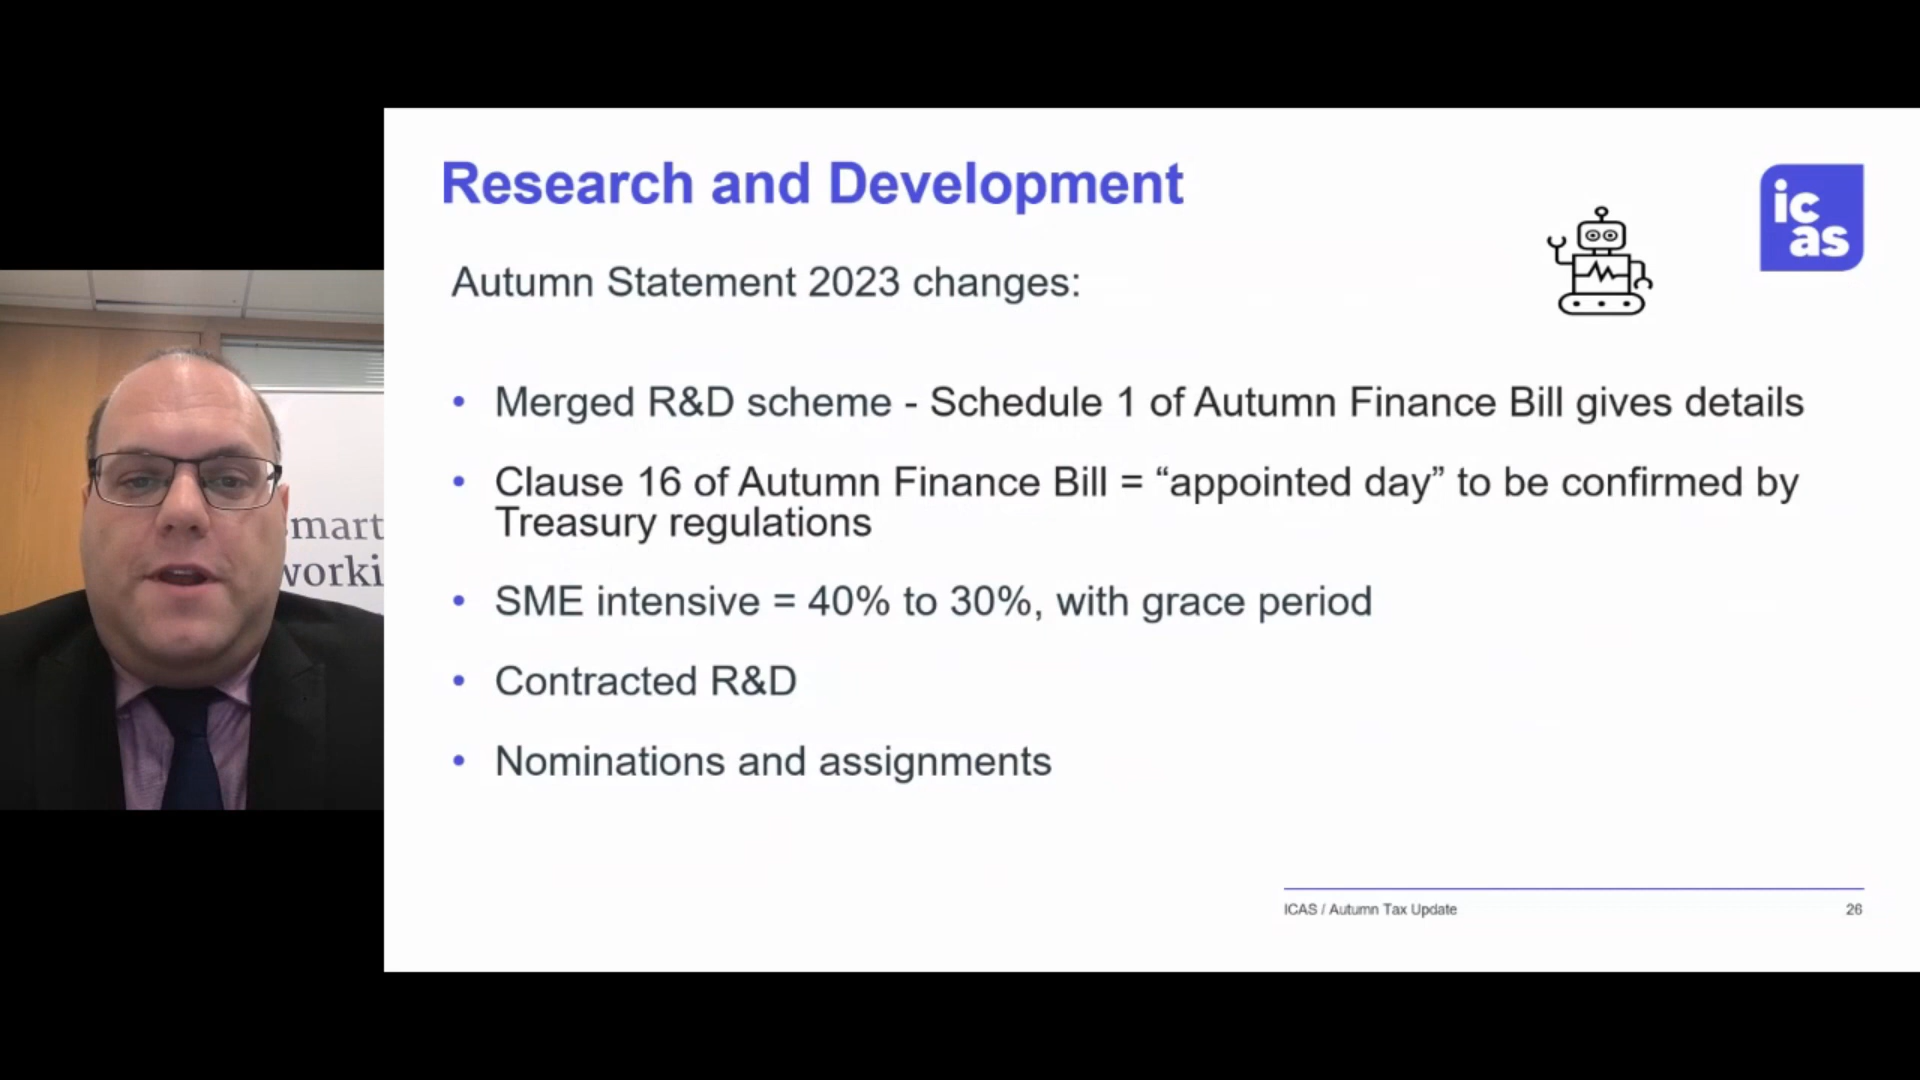 Research and Development
ic
as
Autumn Statement 2023 changes:
• Merged R&D scheme - Schedule 1 of Autumn Finance Bill gives details
• Clause 16 of Autumn Finance Bill = “appointed day” to be confirmed by
Treasury regulations
• SME intensive = 40% to 30%, with grace period
• Contracted R&D
• Nominations and assignments
smart
worki
ICAS / Autumn Tax Update
26